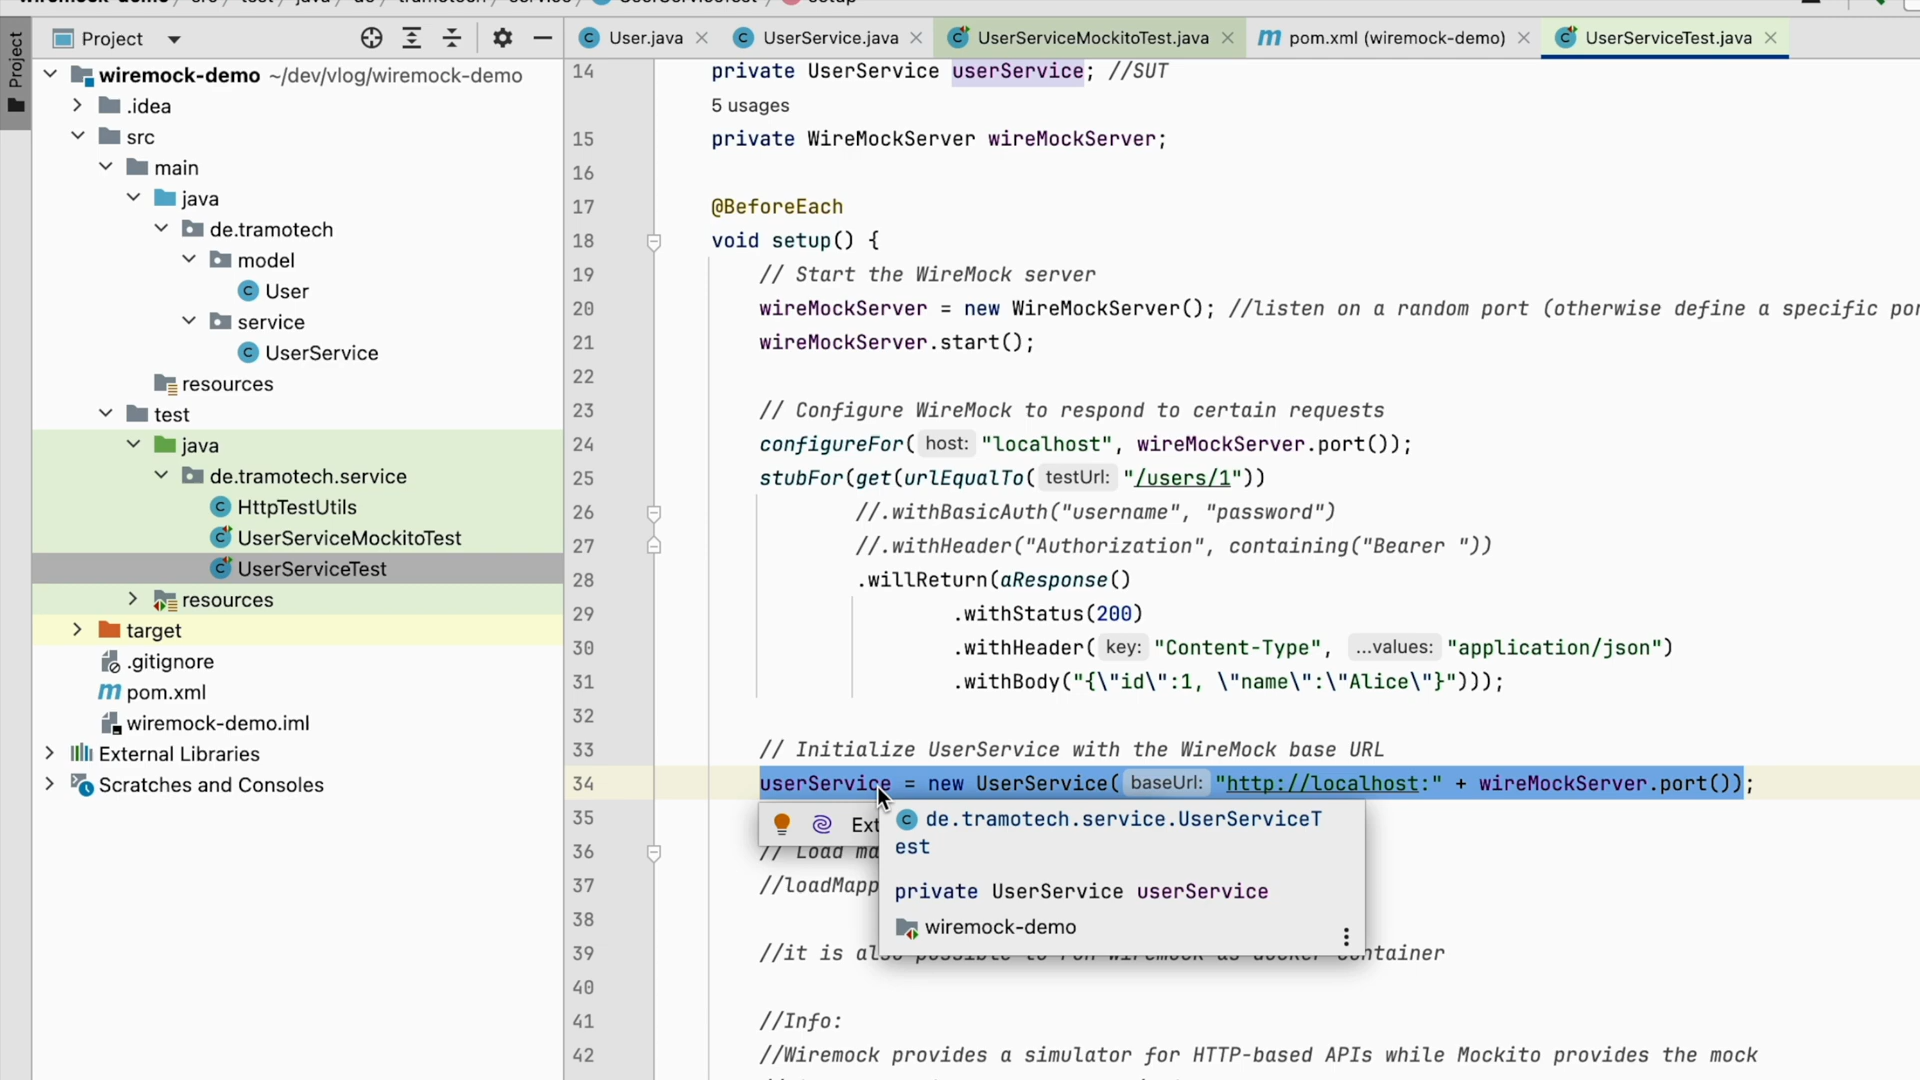 Project
Project
wiremock-demo ~/dev/vlog/wiremock-demo
.idea
src
main
java
de.tramotech
model
User
service
UserService
resources
test
java
de.tramotech.service
HttpTestUtils
UserServiceMockitoTest
UserServiceTest
resources
target
.gitignore
pom.xml
wiremock-demo.iml
External Libraries
Scratches and Consoles
User.java
UserService.java
UserServiceMockitoTest.java
pom.xml (wiremock-demo)
UserServiceTest.java
14 private UserService userService; //SUT
5 usages
15 private WireMockServer wireMockServer;
16
17 @BeforeEach
18 void setup() {
19 // Start the WireMock server
20 wireMockServer = new WireMockServer(); //listen on a random port (otherwise define a specific por
21 wireMockServer.start();
22
23 // Configure WireMock to respond to certain requests
24 configureFor( host: "localhost", wireMockServer.port());
25 stubFor(get(urlEqualTo( testUrl: "/users/1"))
26 //.withBasicAuth("username", "password")
27 //.withHeader("Authorization", containing("Bearer "))
28 .willReturn(aResponse()
29 .withStatus(200)
30 .withHeader( key: "Content-Type", ...values: "application/json")
31 .withBody("{\"id\":1, \"name\":\"Alice\"}")));
32
33 // Initialize UserService with the WireMock base URL
34 userService = new UserService( baseUrl: "http://localhost:" + wireMockServer.port());
35 Ext
de.tramotech.service.UserServiceT
est
36 // Load ma
37 //loadMapp
private UserService userService
wiremock-demo
38
39 //it is container
40
41 //Info:
42 //Wiremock provides a simulator for HTTP-based APIs while Mockito provides the mock